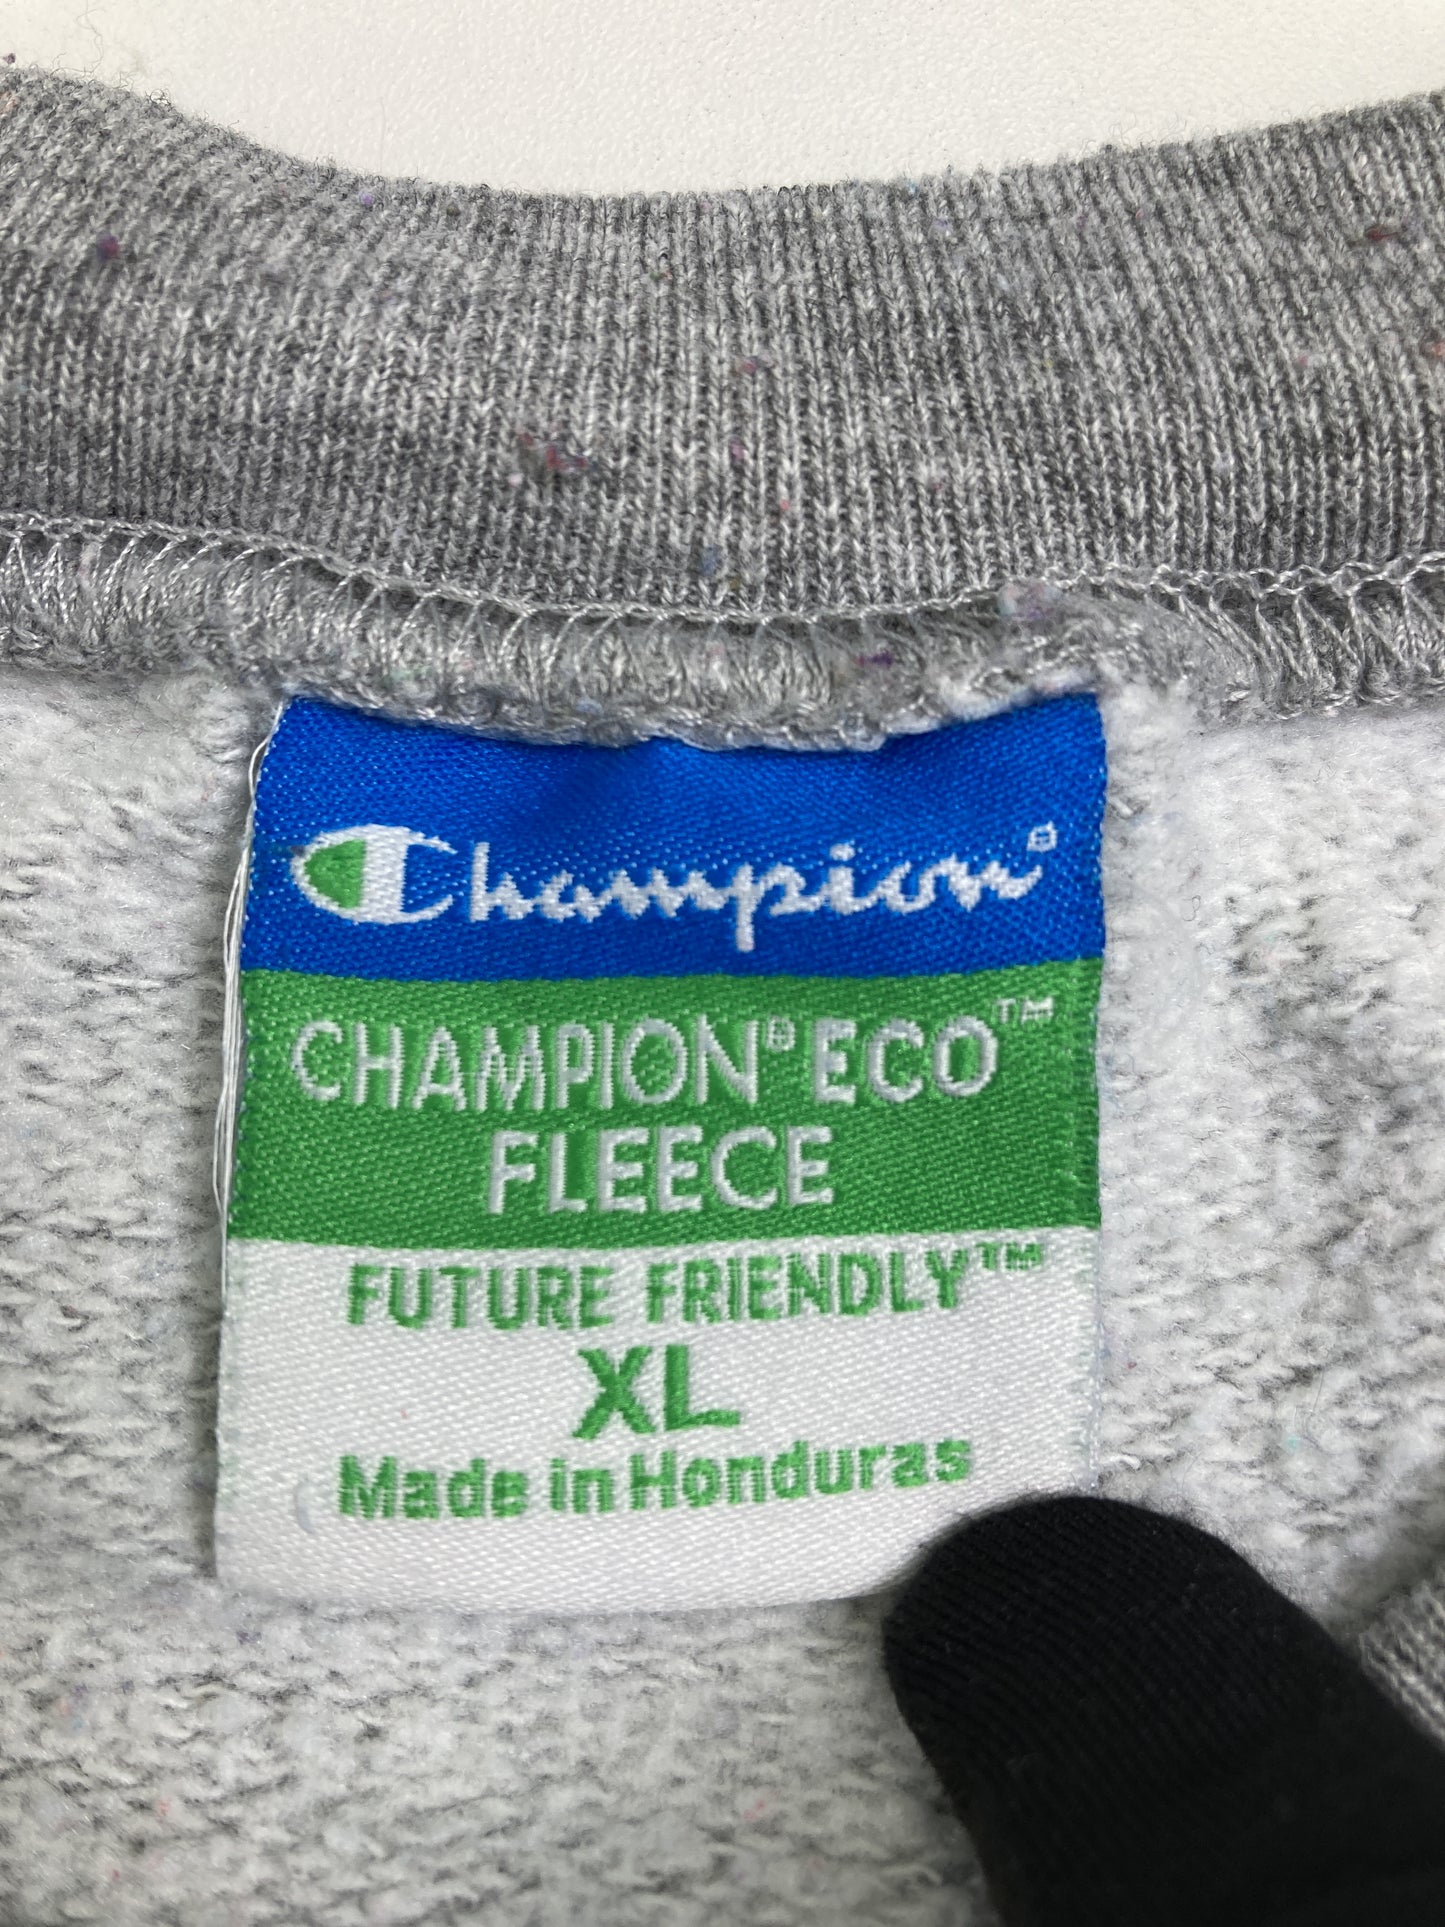 Champion®
CHAMPION® ECO™
FLEECE
FUTURE FRIENDLY™
XL
Made in Honduras